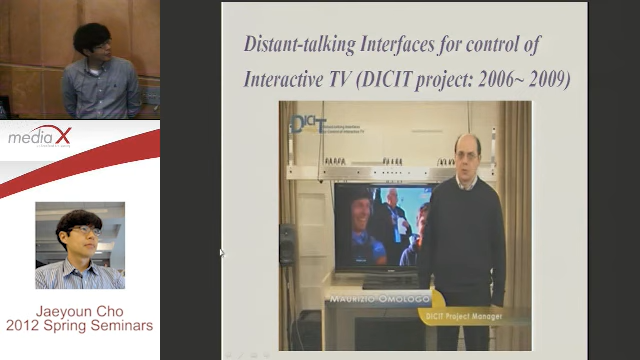 Distant-talking Interfaces for control of
Interactive TV (DICIT project: 2006~ 2009)
DICIT
MAURIZIO OMOLOGO
DICIT Project Manager
mediaX
Jaeyoun Cho
2012 Spring Seminars